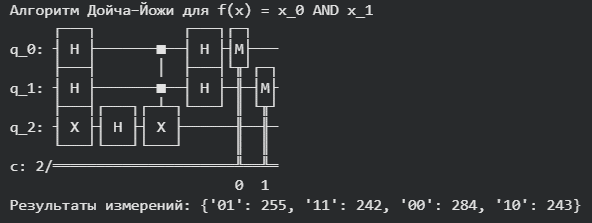 Алгоритм Дойча-Йожи для f(x) = x_0 AND x_1
q_0: H ■ H M
q_1: H ■ H M
q_2: X H X
c: 2/
0 1
Результаты измерений: {'01': 255, '11': 242, '00': 284, '10': 243}